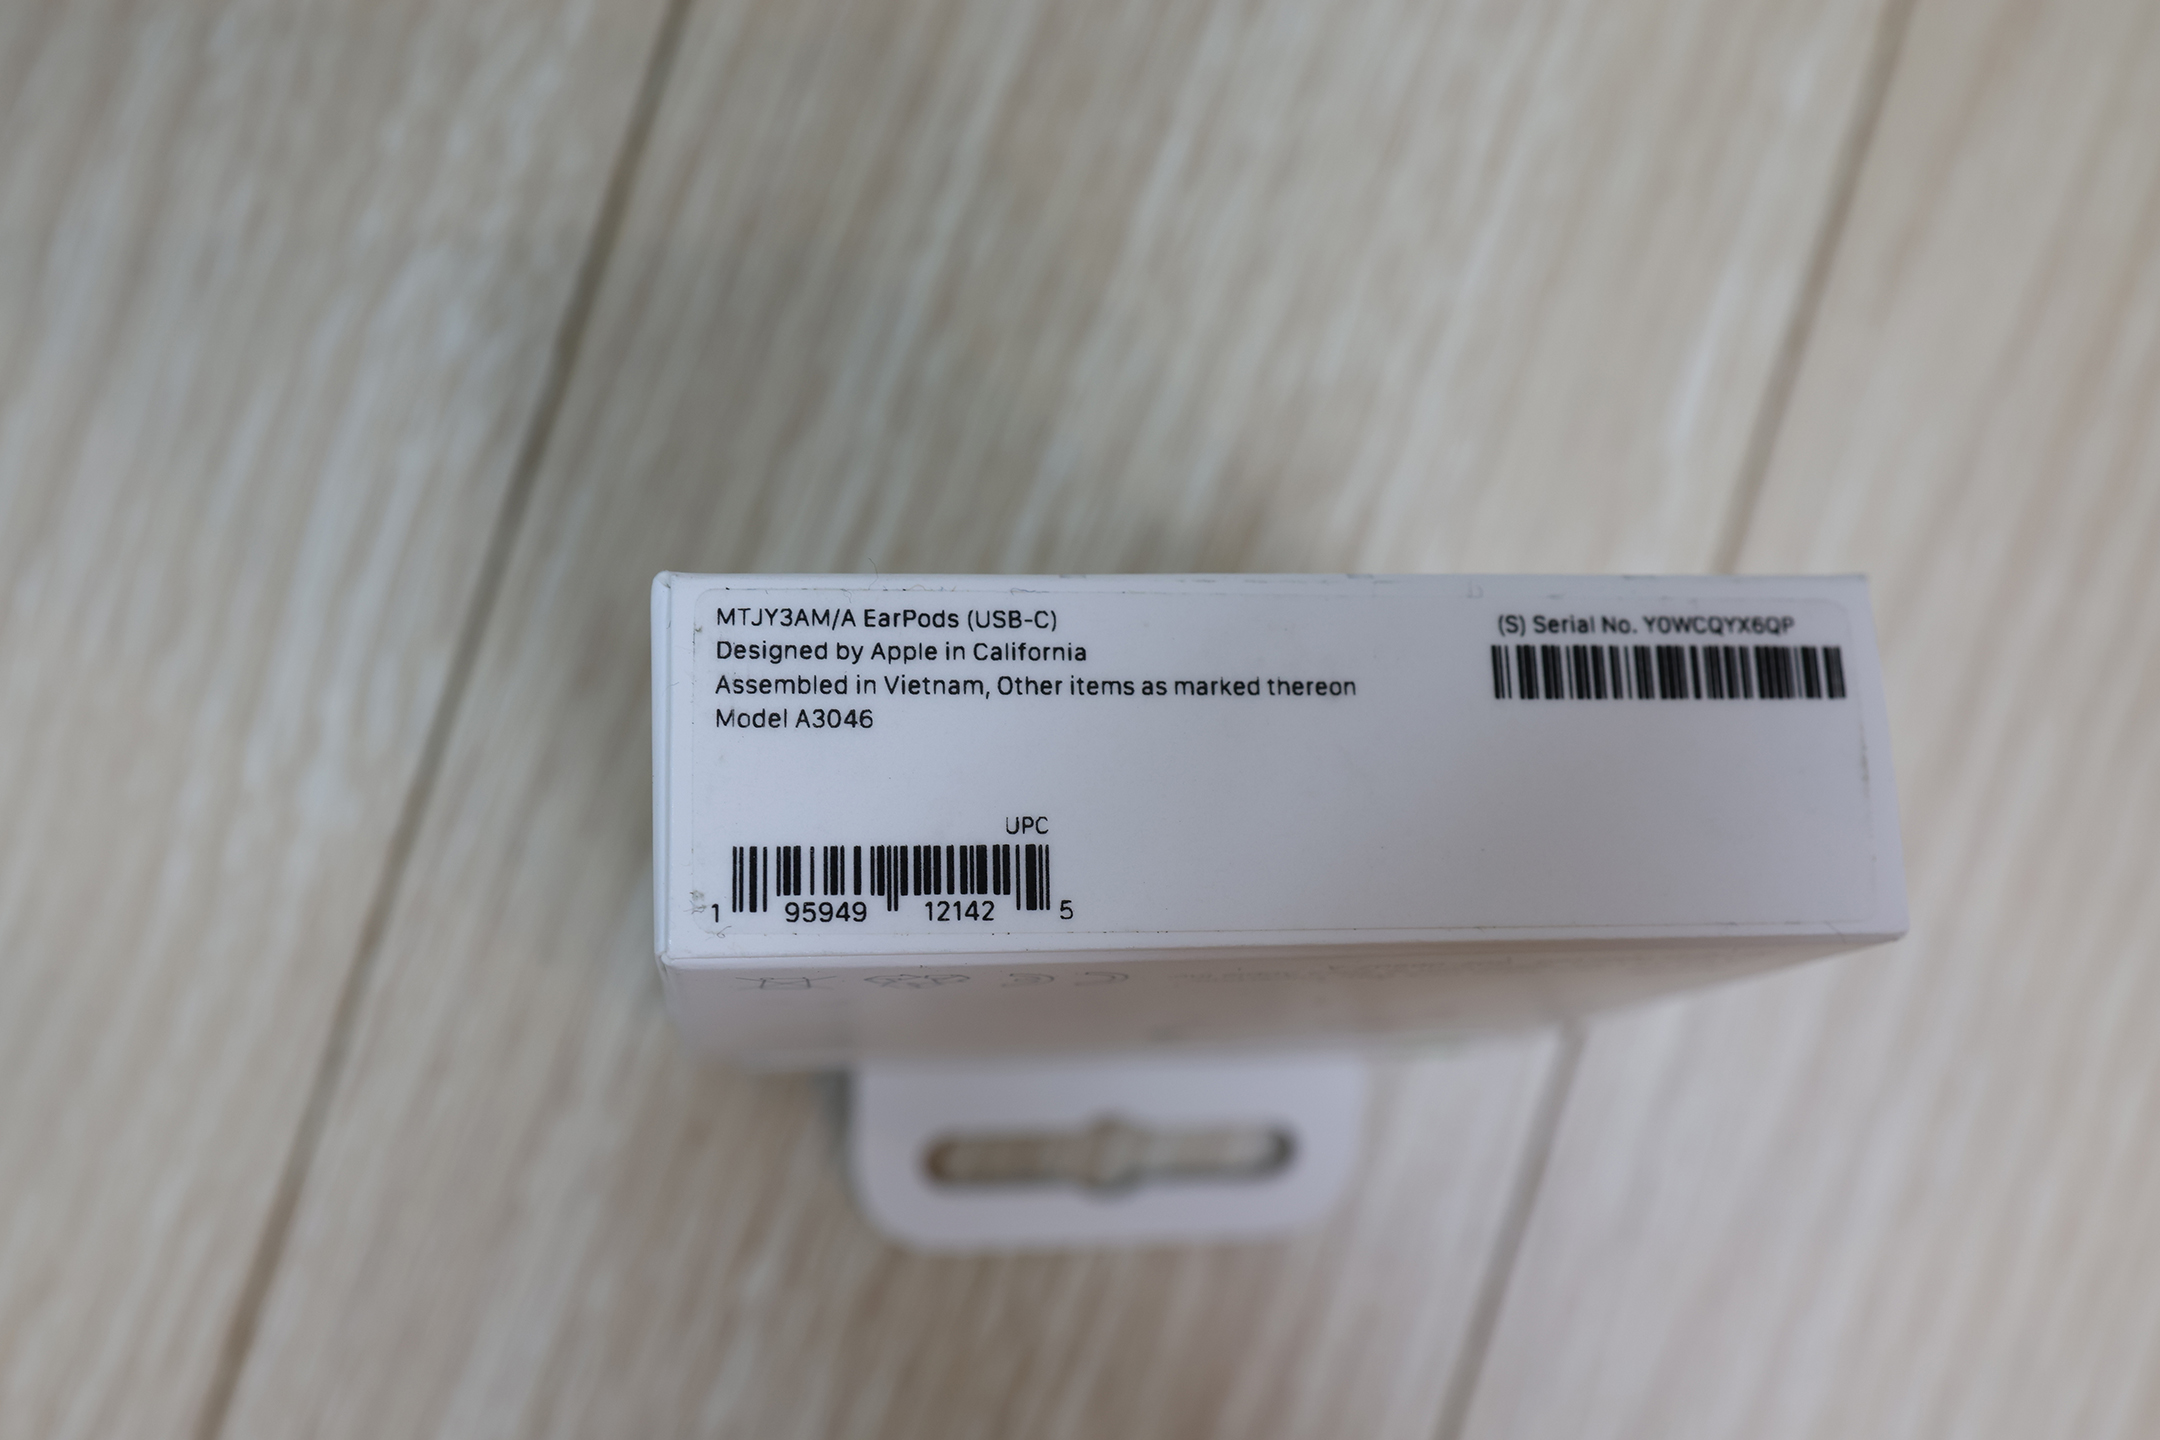 MTJY3AM/A EarPods (USB-C)
Designed by Apple in California
Assembled in Vietnam, Other items as marked thereon
Model A3046
(S) Serial No. Y0WCQYX6QP
UPC
1 95949 12142 5